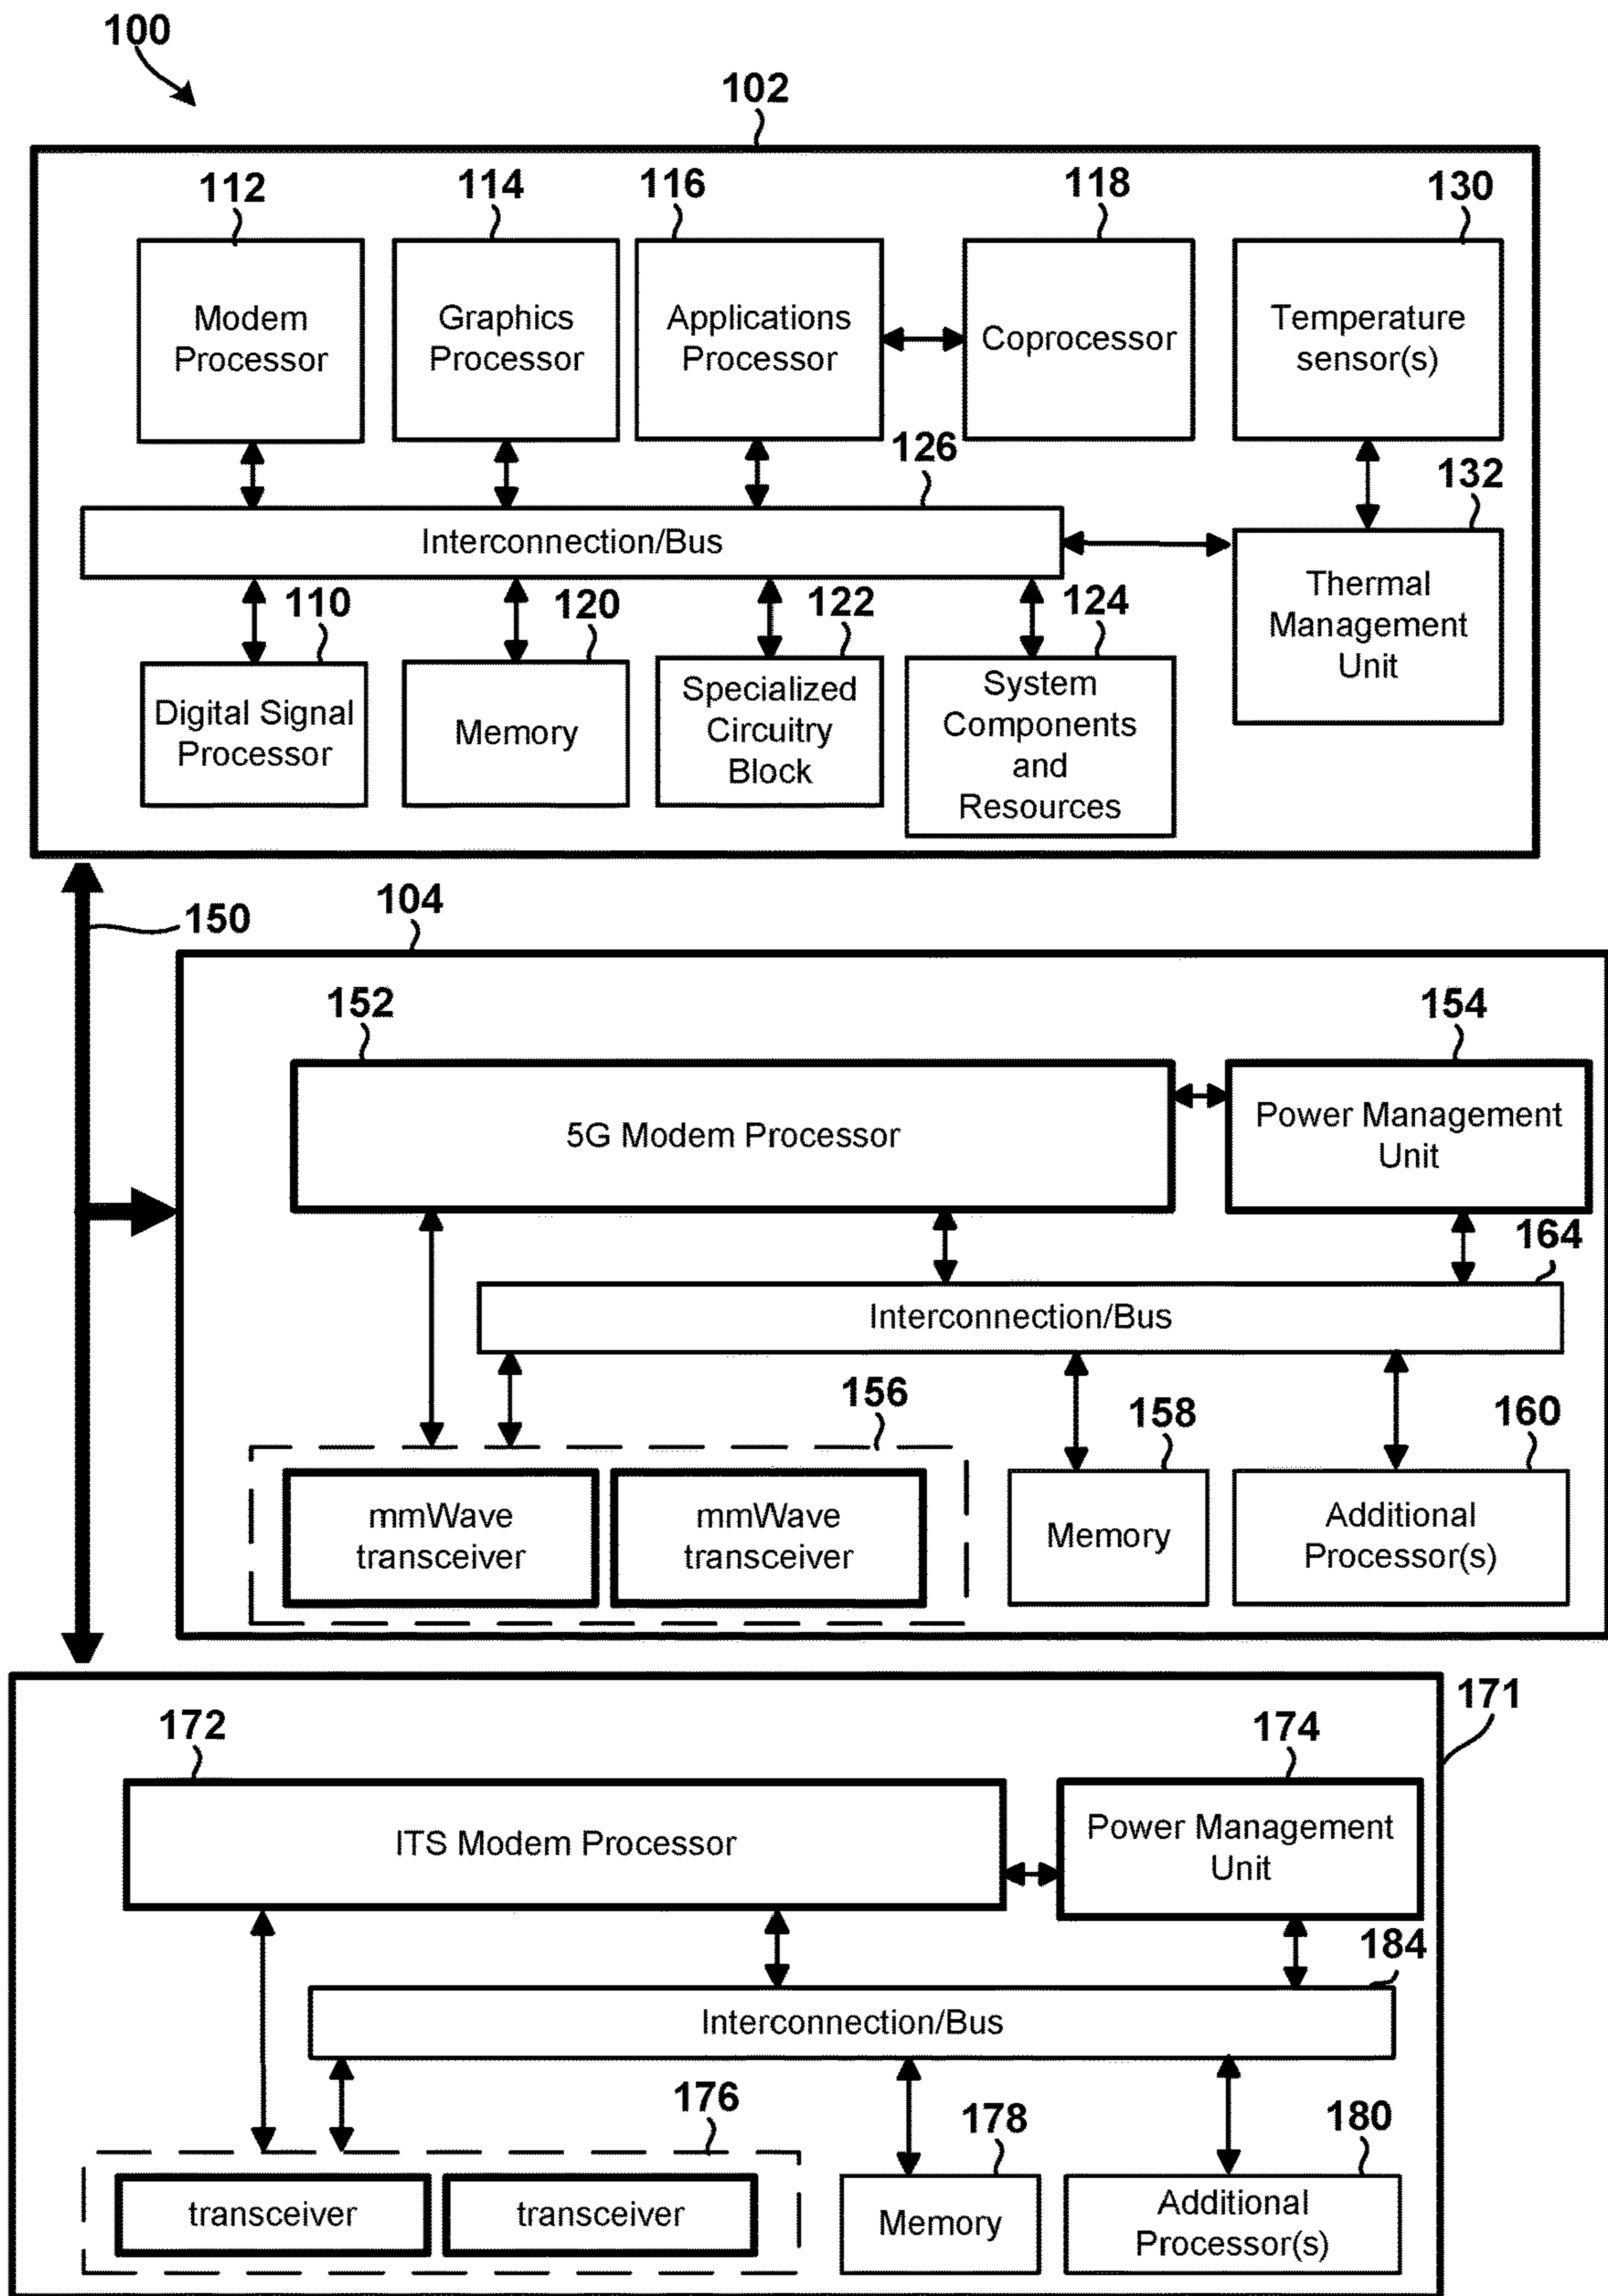 100
102
112
114
116
118
130
Modem
Processor
Graphics
Processor
Applications
Processor
Coprocessor
Temperature
sensor(s)
126
132
Interconnection/Bus
Thermal
Management
Unit
110
120
122
124
Digital Signal
Processor
Memory
Specialized
Circuitry
Block
System
Components
and
Resources
150
104
152
154
5G Modem Processor
Power Management
Unit
164
Interconnection/Bus
156
158
160
mmWave
transceiver
mmWave
transceiver
Memory
Additional
Processor(s)
171
172
174
ITS Modem Processor
Power Management
Unit
184
Interconnection/Bus
176
178
180
transceiver
transceiver
Memory
Additional
Processor(s)